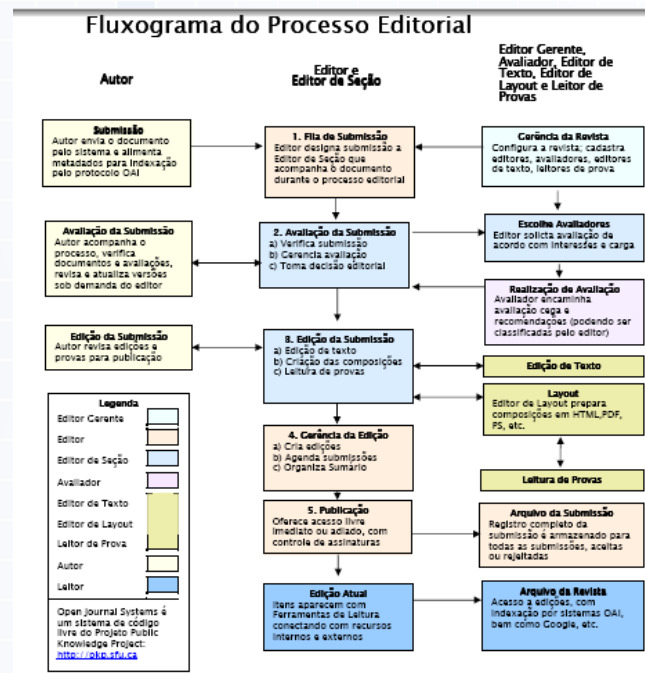 Fluxograma do Processo Editorial
Autor
Editor e
Editor de Seção
Editor Gerente,
Avaliador, Editor de
Texto, Editor de
Layout e Leitor de
Provas
Submissão
Autor envia o documento
pelo sistema e alimenta
metadados para indexação
pelo protocolo OAI
1. Fila de Submissão
Editor designa submissão a
Editor de Seção que
acompanha o documento
durante o processo editorial
Gerência da Revista
Configura a revista; cadastra
editores, avaliadores, editores
de texto, leitores de prova
Avaliação da Submissão
Autor acompanha o
processo, verifica
documentos e avaliações,
revisa e atualiza versões
sob demanda do editor
2. Avaliação da Submissão
a) Verifica submissão
b) Gerencia avaliação
c) Toma decisão editorial
Escolhe Avaliadores
Editor solicta avaliação de
acordo com interesses e carga
Realização de Avaliação
Avaliador encaminha
avaliação cega e
recomendações (podendo ser
classificadas pelo editor)
Edição da Submissão
Autor revisa edições e
provas para publicação
8. Edição da Submissão
a) Edição de texto
b) Criação das composições
c) Leitura de provas
Edição de Texto
Layout
Editor de Layout prepara
composições em HTML,PDF,
PS, etc.
Leitura de Provas
Legenda
Editor Gerente
Editor
Editor de Seção
Avaliador
Editor de Texto
Editor de Layout
Leitor de Prova
Autor
Leitor
Open Journal Systems é
um sistema de código
livre do Projeto Public
Knowledge Project:
http://pkp.sfu.ca
4. Gerência da Edição
a) Cria edições
b) Agenda submissões
c) Organiza Sumário
5. Publicação
Oferece acesso livre
imediato ou adiado, com
controle de assinaturas
Arquivo da Submissão
Registro completo da
submissão é armazenado para
todas as submissões, aceitas
ou rejeitadas
Edição Atual
Itens aparecem com
Ferramentas de Leitura
conectando com recursos
internos e externos
Arquivo da Revista
Acesso a edições, com
indexação por sistemas OAI,
bem como Google, etc.